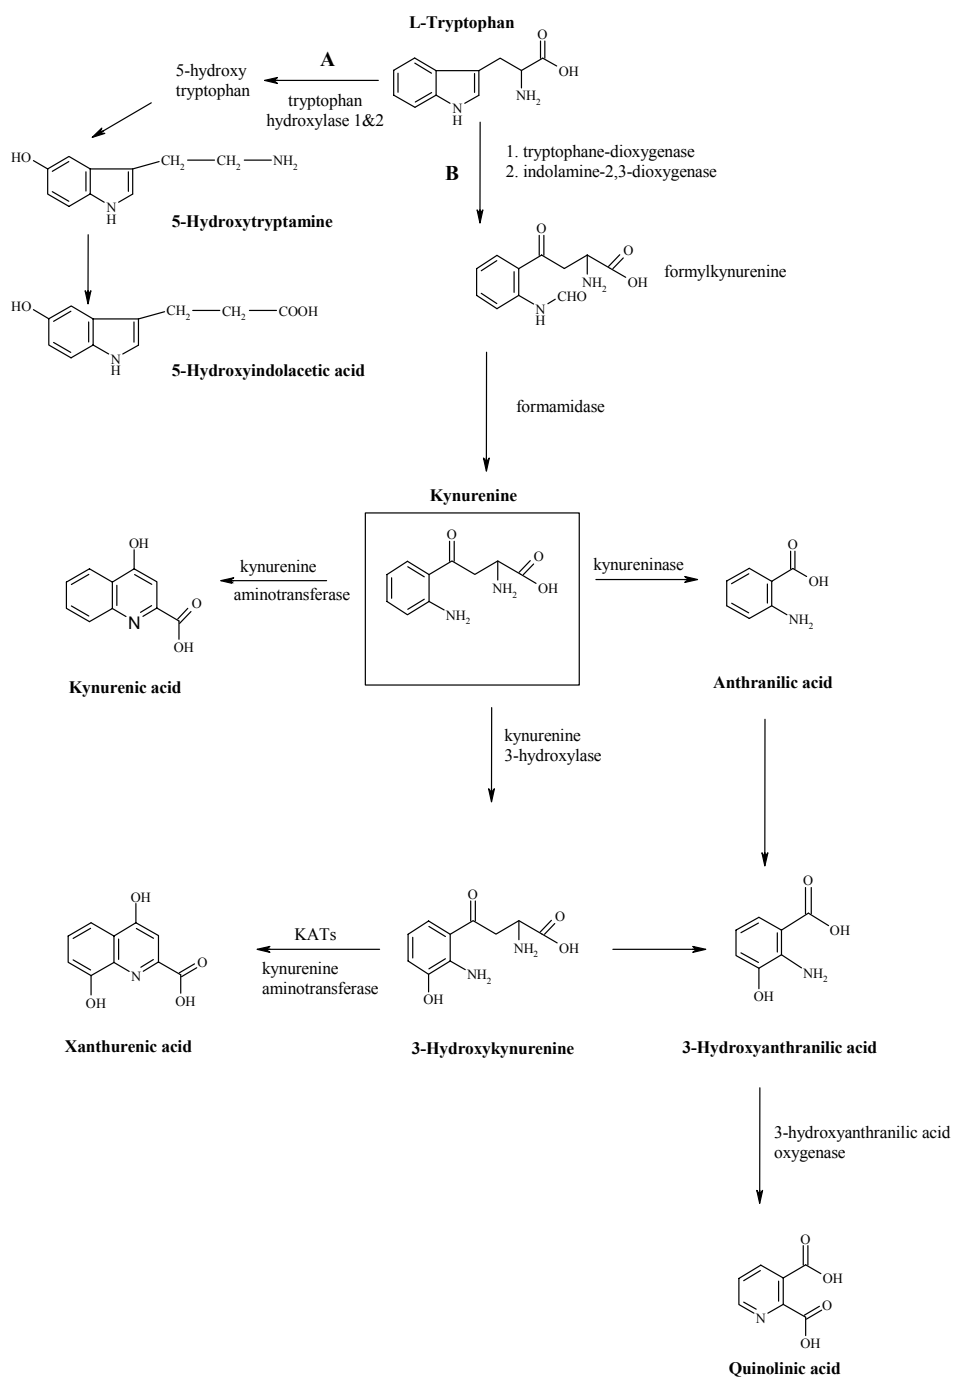 L-Tryptophan
O
OH
NH2
N
H
A
5-hydroxy
tryptophan
tryptophan
hydroxylase 1&2
B
1. tryptophane-dioxygenase
2. indolamine-2,3-dioxygenase
HO
CH2
CH2
NH2
N
H
5-Hydroxytryptamine
O
O
OH
NH2
CHO
N
H
formylkynurenine
HO
CH2
CH2
COOH
N
H
5-Hydroxyindolacetic acid
formamidase
Kynurenine
OH
N
O
OH
kynurenine
aminotransferase
O
O
OH
NH2
NH2
kynureninase
O
OH
NH2
Kynurenic acid
Anthranilic acid
kynurenine
3-hydroxylase
OH
N
O
OH
OH
KATs
kynurenine
aminotransferase
O
O
OH
NH2
NH2
OH
O
OH
NH2
OH
Xanthurenic acid
3-Hydroxykynurenine
3-Hydroxyanthranilic acid
3-hydroxyanthranilic acid
oxygenase
O
OH
O
N
OH
Quinolinic acid